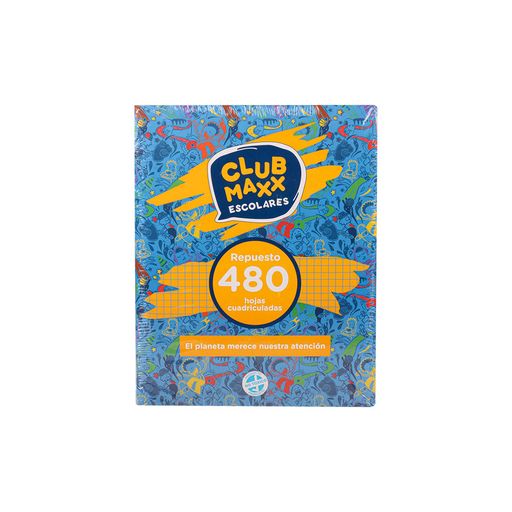 CLUB
MAXX
ESCOLARES
Repuesto
480
hojas
cuadriculadas
El planeta merece nuestra atención